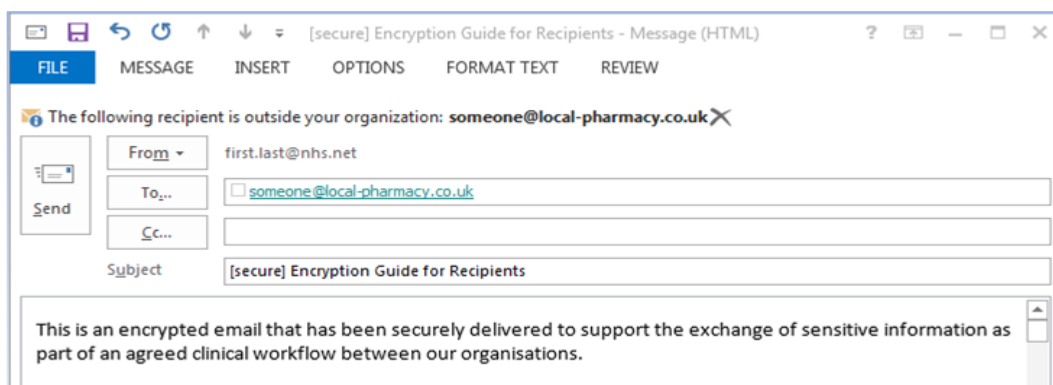 [secure] Encryption Guide for Recipients - Message (HTML) ?
FILE MESSAGE INSERT OPTIONS FORMAT TEXT REVIEW
The following recipient is outside your organization: someone@local-pharmacy.co.uk
From first.last@nhs.net
To... someone@local-pharmacy.co.uk
Send
Cc...
Subject [secure] Encryption Guide for Recipients
This is an encrypted email that has been securely delivered to support the exchange of sensitive information as
part of an agreed clinical workflow between our organisations.